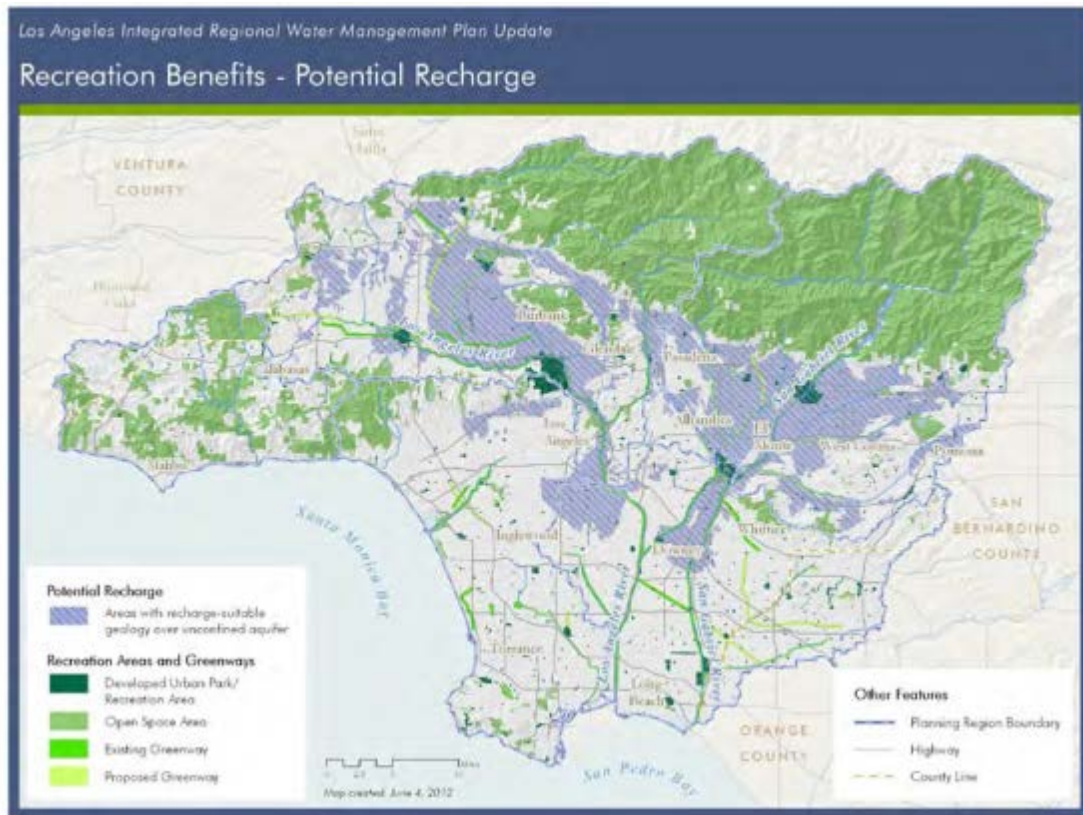 Los Angeles Integrated Regional Water Management Plan Update
Recreation Benefits - Potential Recharge
VENTURA
COUNTY
Burbank
Glendale
Angeles River
Pasadena
San Gabriel River
Calabasas
Alhambra
Los
Angeles
El
Monte
West Covina
Pomona
Malibu
SAN
BERNARDINO
COUNTY
Santa Monica Bay
Inglewood
Whittier
Downey
Los Angeles River
San Gabriel River
Torrance
Long
Beach
ORANGE
COUNTY
San Pedro Bay
Potential Recharge
Areas with recharge-suitable
geology over unconfined aquifer
Recreation Areas and Greenways
Developed Urban Park/
Recreation Area
Open Space Area
Existing Greenway
Proposed Greenway
Map created: June 4, 2012
Other Features
Planning Region Boundary
Highway
County Line